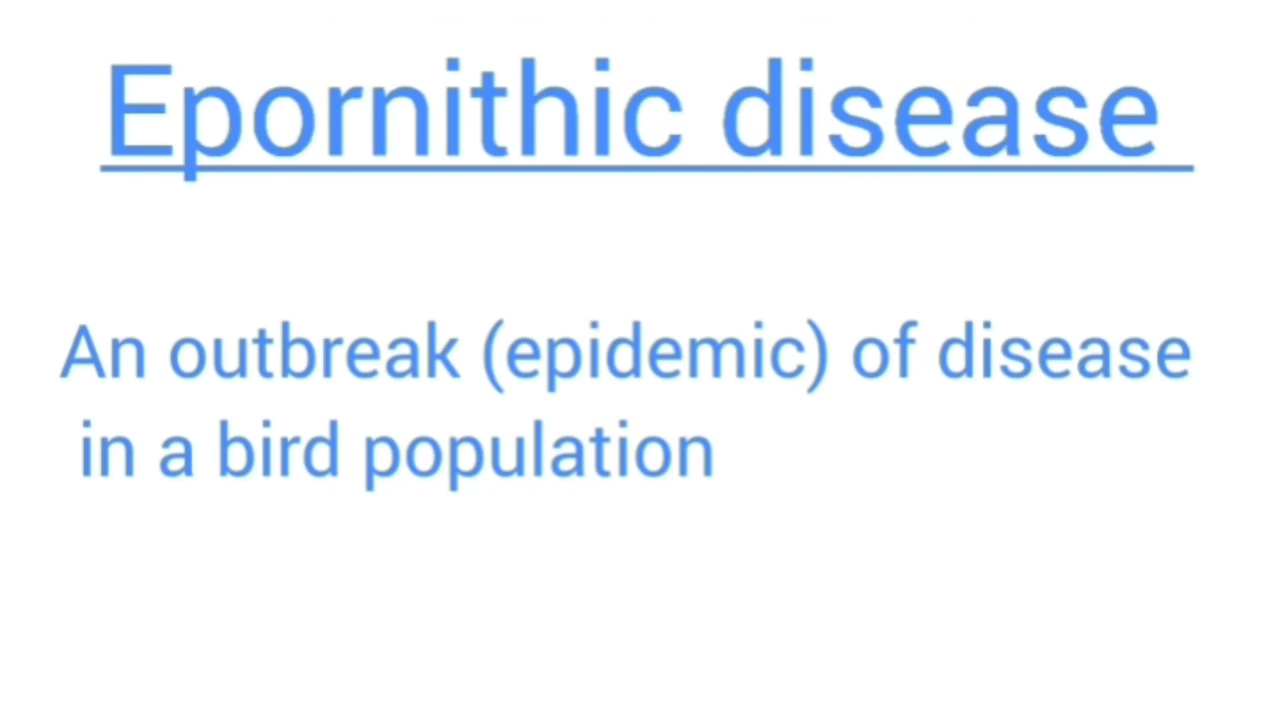 Epornithic disease
An outbreak (epidemic) of disease
in a bird population